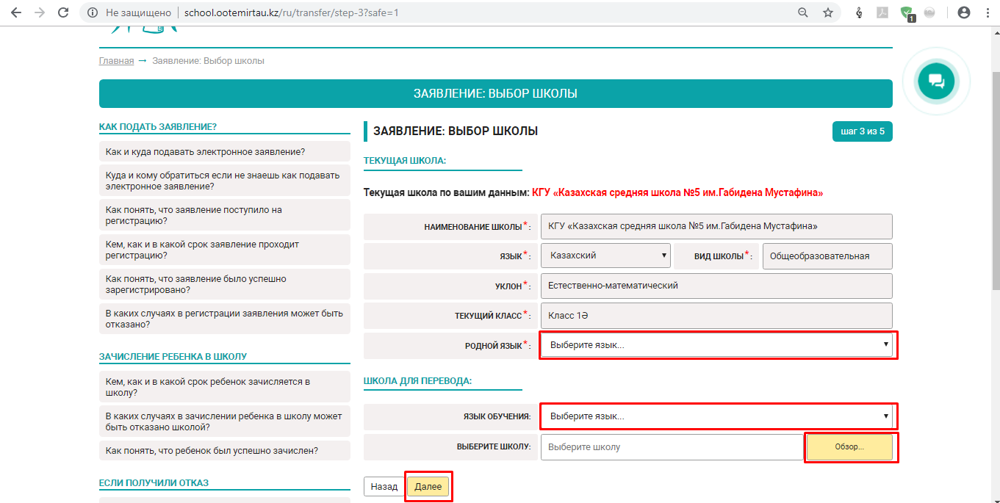 Не защищено
school.ootemirtau.kz/ru/transfer/step-3?safe=1
1
Главная → Заявление: Выбор школы
ЗАЯВЛЕНИЕ: ВЫБОР ШКОЛЫ
КАК ПОДАТЬ ЗАЯВЛЕНИЕ?
Как и куда подавать электронное заявление?
Куда и кому обратиться если не знаешь как подавать
электронное заявление?
Как понять, что заявление поступило на
регистрацию?
Кем, как и в какой срок заявление проходит
регистрацию?
Как понять, что заявление было успешно
зарегистрировано?
В каких случаях в регистрации заявления может быть
отказано?
ЗАЧИСЛЕНИЕ РЕБЕНКА В ШКОЛУ
Кем, как и в какой срок ребенок зачисляется в
школу?
В каких случаях в зачислении ребенка в школу может
быть отказано школой?
Как понять, что ребенок был успешно зачислен?
ЕСЛИ ПОЛУЧИЛИ ОТКАЗ
ЗАЯВЛЕНИЕ: ВЫБОР ШКОЛЫ
шаг 3 из 5
ТЕКУЩАЯ ШКОЛА:
Текущая школа по вашим данным: КГУ «Казахская средняя школа №5 им.Габидена Мустафина»
НАИМЕНОВАНИЕ ШКОЛЫ*: КГУ «Казахская средняя школа №5 им.Габидена Мустафина»
ЯЗЫК*: Казахский ВИД ШКОЛЫ*: Общеобразовательная
УКЛОН*: Естественно-математический
ТЕКУЩИЙ КЛАСС*: Класс 1Ә
РОДНОЙ ЯЗЫК*: Выберите язык...
ШКОЛА ДЛЯ ПЕРЕВОДА:
ЯЗЫК ОБУЧЕНИЯ: Выберите язык...
ВЫБЕРИТЕ ШКОЛУ: Выберите школу Обзор...
Назад Далее